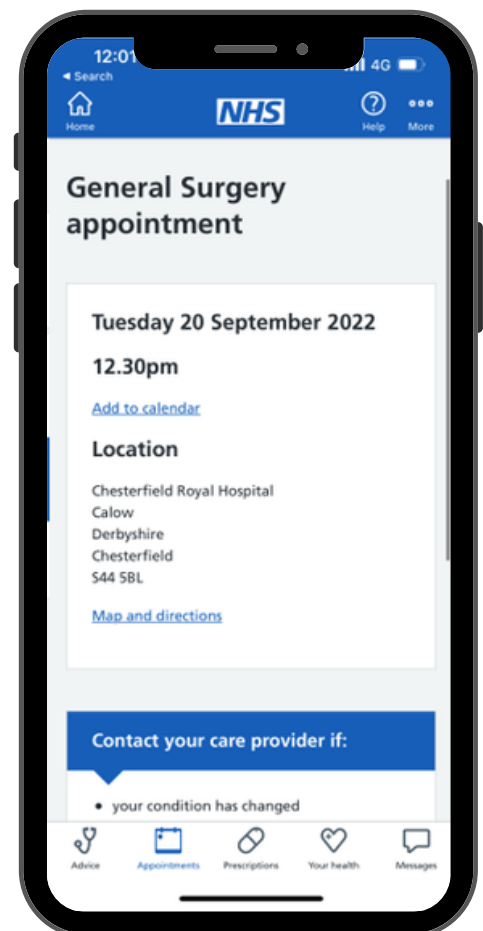 12:01
4G
Search
NHS
Home
Help
More
General Surgery
appointment
Tuesday 20 September 2022
12.30pm
Add to calendar
Location
Chesterfield Royal Hospital
Calow
Derbyshire
Chesterfield
S44 5BL
Map and directions
Contact your care provider if:
• your condition has changed
Advice
Appointments
Prescriptions
Your health
Messages